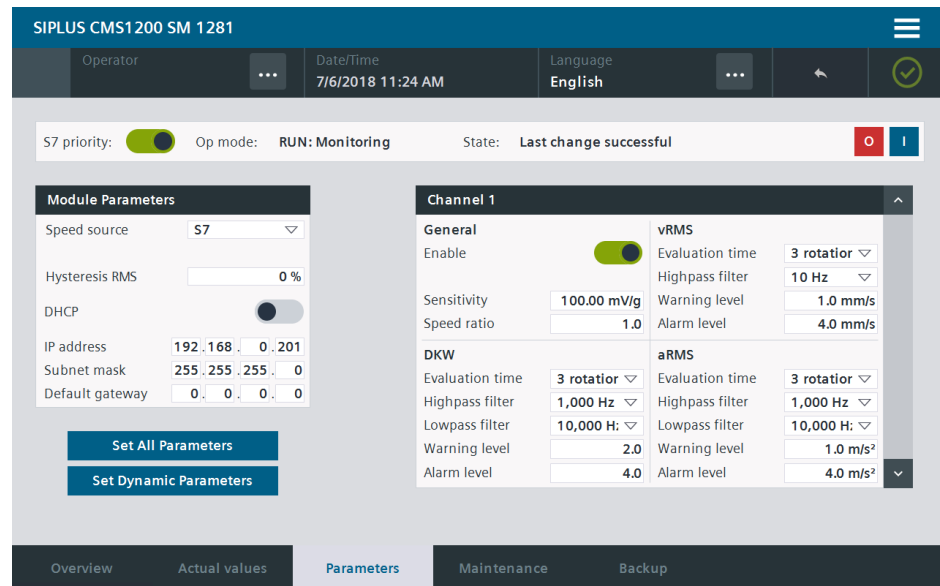 SIPLUS CMS1200 SM 1281
Operator
...
Date/Time
7/6/2018 11:24 AM
Language
English
...
S7 priority: Op mode: RUN: Monitoring State: Last change successful O I
Module Parameters
Speed source S7
Hysteresis RMS 0 %
DHCP
IP address 192 . 168 . 0 . 201
Subnet mask 255 . 255 . 255 . 0
Default gateway 0 . 0 . 0 . 0
Set All Parameters
Set Dynamic Parameters
Channel 1
General
Enable
Sensitivity 100.00 mV/g
Speed ratio 1.0
vRMS
Evaluation time 3 rotatior
Highpass filter 10 Hz
Warning level 1.0 mm/s
Alarm level 4.0 mm/s
DKW
Evaluation time 3 rotatior
Highpass filter 1,000 Hz
Lowpass filter 10,000 H:
Warning level 2.0
Alarm level 4.0
aRMS
Evaluation time 3 rotatior
Highpass filter 1,000 Hz
Lowpass filter 10,000 H:
Warning level 1.0 m/s²
Alarm level 4.0 m/s²
Overview Actual values Parameters Maintenance Backup